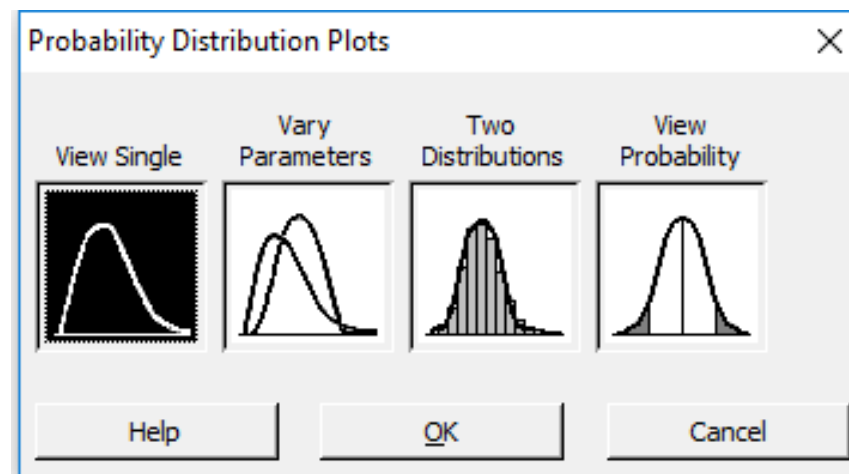 Probability Distribution Plots
View Single
Vary
Parameters
Two
Distributions
View
Probability
Help
OK
Cancel